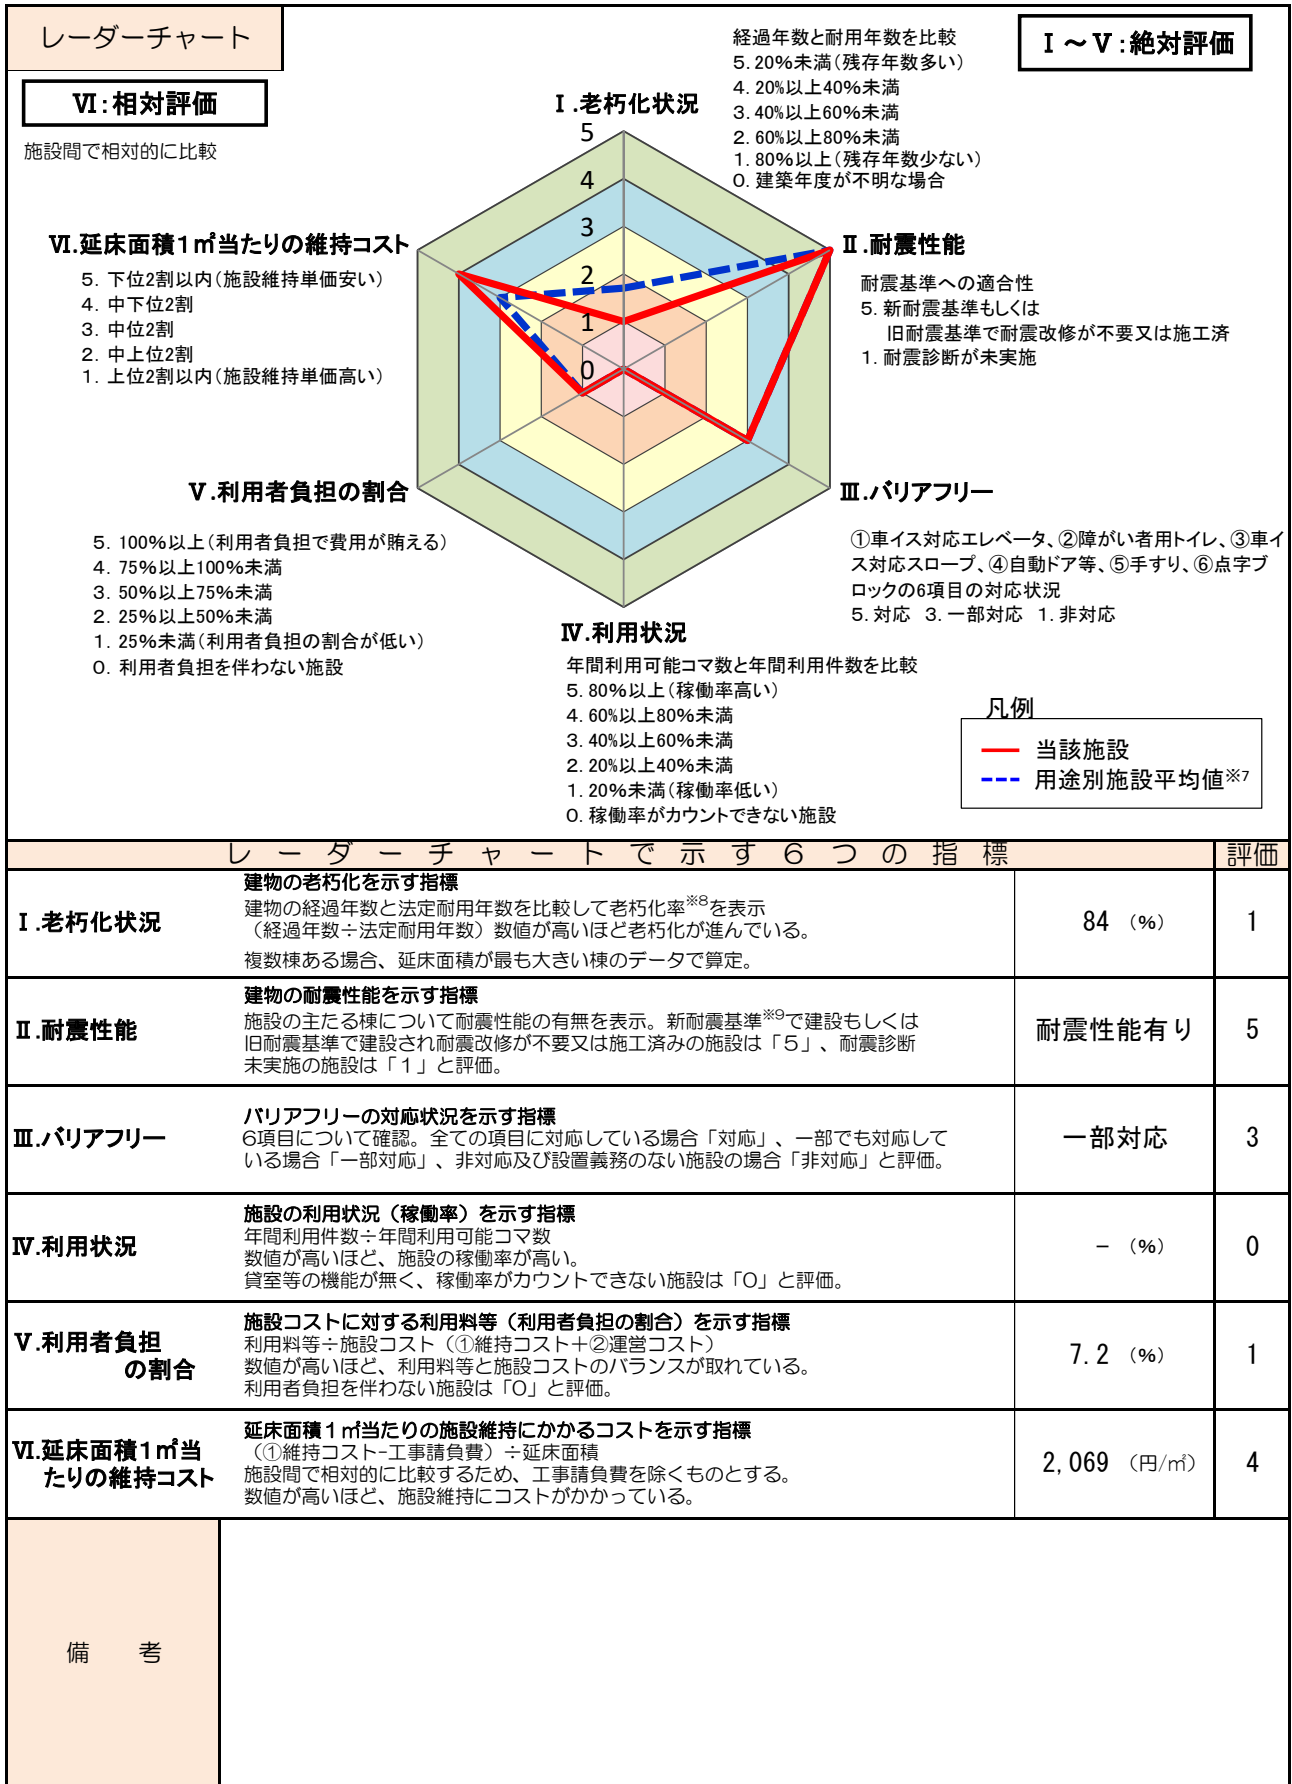 レーダーチャート
Ⅵ:相対評価
施設間で相対的に比較
Ⅰ～Ⅴ:絶対評価
Ⅰ.老朽化状況
経過年数と耐用年数を比較
5.20%未満(残存年数多い)
4.20%以上40%未満
3.40%以上60%未満
2.60%以上80%未満
1.80%以上(残存年数少ない)
0.建築年度が不明な場合
5
4
3
2
1
0
Ⅱ.耐震性能
耐震基準への適合性
5.新耐震基準もしくは
旧耐震基準で耐震改修が不要又は施工済
1.耐震診断が未実施
Ⅲ.バリアフリー
①車イス対応エレベータ、②障がい者用トイレ、③車イ
ス対応スロープ、④自動ドア等、⑤手すり、⑥点字ブ
ロックの6項目の対応状況
5.対応 3.一部対応 1.非対応
Ⅳ.利用状況
年間利用可能コマ数と年間利用件数を比較
5.80%以上(稼働率高い)
4.60%以上80%未満
3.40%以上60%未満
2.20%以上40%未満
1.20%未満(稼働率低い)
0.稼働率がカウントできない施設
Ⅴ.利用者負担の割合
5. 100%以上(利用者負担で費用が賄える)
4. 75%以上100%未満
3. 50%以上75%未満
2. 25%以上50%未満
1. 25%未満(利用者負担の割合が低い)
0. 利用者負担を伴わない施設
Ⅵ.延床面積1㎡当たりの維持コスト
5. 下位2割以内(施設維持単価安い)
4. 中下位2割
3. 中位2割
2. 中上位2割
1. 上位2割以内(施設維持単価高い)
凡例
当該施設
用途別施設平均値※7
レーダーチャートで示す6つの指標 評価
Ⅰ.老朽化状況
建物の老朽化を示す指標
建物の経過年数と法定耐用年数を比較して老朽化率※8を表示
（経過年数÷法定耐用年数）数値が高いほど老朽化が進んでいる。
複数棟ある場合、延床面積が最も大きい棟のデータで算定。
84 (%) 1
Ⅱ.耐震性能
建物の耐震性能を示す指標
施設の主たる棟について耐震性能の有無を表示。新耐震基準※9で建設もしくは
旧耐震基準で建設され耐震改修が不要又は施工済みの施設は「5」、耐震診断
未実施の施設は「1」と評価。
耐震性能有り 5
Ⅲ.バリアフリー
バリアフリーの対応状況を示す指標
6項目について確認。全ての項目に対応している場合「対応」、一部でも対応して
いる場合「一部対応」、非対応及び設置義務のない施設の場合「非対応」と評価。
一部対応 3
Ⅳ.利用状況
施設の利用状況（稼働率）を示す指標
年間利用件数÷年間利用可能コマ数
数値が高いほど、施設の稼働率が高い。
貸室等の機能が無く、稼働率がカウントできない施設は「0」と評価。
－ (%) 0
Ⅴ.利用者負担
の割合
施設コストに対する利用料等（利用者負担の割合）を示す指標
利用料等÷施設コスト（①維持コスト＋②運営コスト）
数値が高いほど、利用料等と施設コストのバランスが取れている。
利用者負担を伴わない施設は「0」と評価。
7.2 (%) 1
Ⅵ.延床面積1㎡当
たりの維持コスト
延床面積1㎡当たりの施設維持にかかるコストを示す指標
（①維持コスト-工事請負費）÷延床面積
施設間で相対的に比較するため、工事請負費を除くものとする。
数値が高いほど、施設維持にコストがかかっている。
2,069 (円/㎡) 4
備 考